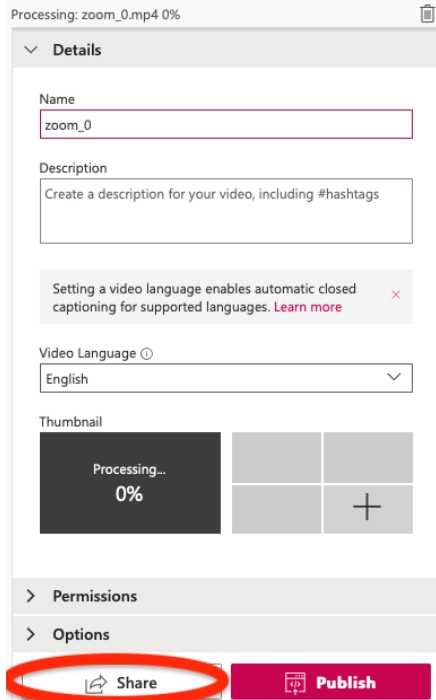 Processing: zoom_0.mp4 0%
Details
Name
zoom_0
Description
Create a description for your video, including #hashtags
Setting a video language enables automatic closed
captioning for supported languages. Learn more
Video Language
English
Thumbnail
Processing...
0%
Permissions
Options
Share
Publish